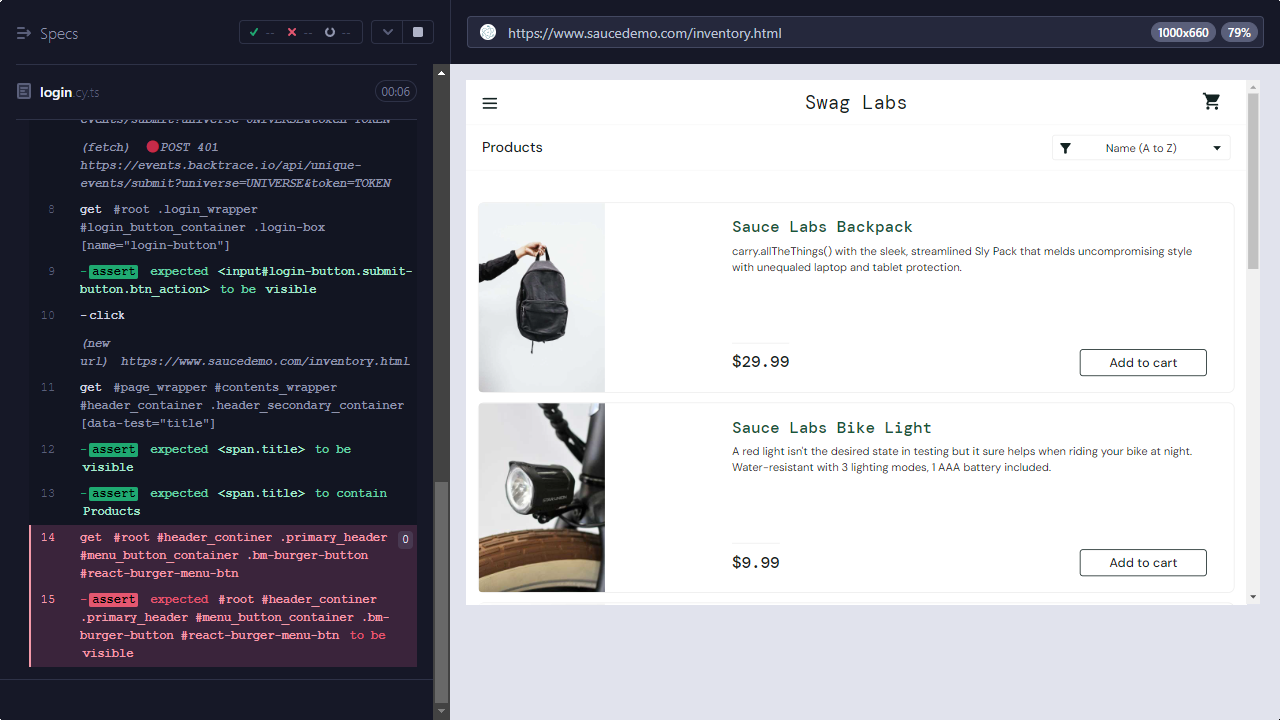 Specs
--
--
--
https://www.saucedemo.com/inventory.html
1000x660
79%
login.cy.ts
00:06
events/submit?universe=UNIVERSE&token=TOKEN
(fetch) POST 401
https://events.backtrace.io/api/unique-
events/submit?universe=UNIVERSE&token=TOKEN
8 get #root .login_wrapper
#login_button_container .login-box
[name="login-button"]
9 -assert expected <input#login-button.submit-
button.btn_action> to be visible
10 -click
(new
url) https://www.saucedemo.com/inventory.html
11 get #page_wrapper #contents_wrapper
#header_container .header_secondary_container
[data-test="title"]
12 -assert expected <span.title> to be
visible
13 -assert expected <span.title> to contain
Products
14 get #root #header_continer .primary_header
#menu_button_container .bm-burger-button
#react-burger-menu-btn
0
15 -assert expected #root #header_continer
.primary_header #menu_button_container .bm-
burger-button #react-burger-menu-btn to be
visible
Swag Labs
Products
Name (A to Z)
Sauce Labs Backpack
carry.allTheThings() with the sleek, streamlined Sly Pack that melds uncompromising style
with unequaled laptop and tablet protection.
$29.99
Add to cart
Sauce Labs Bike Light
A red light isn't the desired state in testing but it sure helps when riding your bike at night.
Water-resistant with 3 lighting modes, 1 AAA battery included.
$9.99
Add to cart